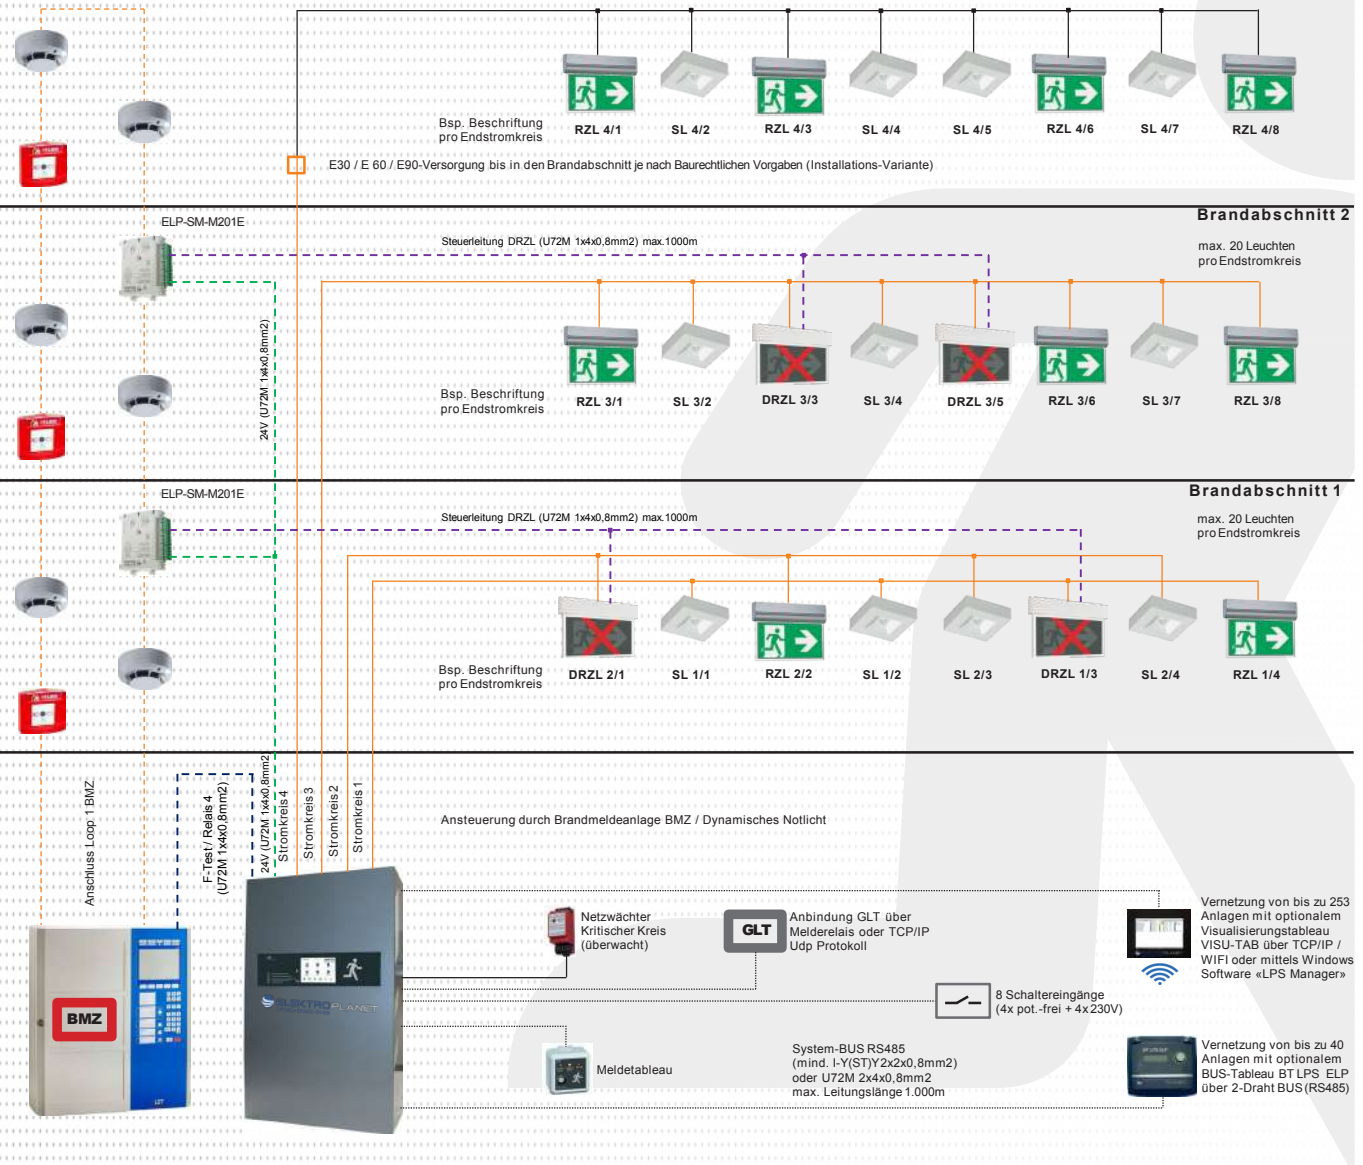 Bsp. Beschriftung
pro Endstromkreis
RZL 4/1
SL 4/2
RZL 4/3
SL 4/4
SL 4/5
RZL 4/6
SL 4/7
RZL 4/8
E30 / E 60 / E90-Versorgung bis in den Brandabschnitt je nach Baurechtlichen Vorgaben (Installations-Variante)
Brandabschnitt 2
ELP-SM-M201E
Steuerleitung DRZL (U72M 1x4x0,8mm2) max.1000m
max. 20 Leuchten
pro Endstromkreis
24V (U72M 1x4x0,8mm2)
Bsp. Beschriftung
pro Endstromkreis
RZL 3/1
SL 3/2
DRZL 3/3
SL 3/4
DRZL 3/5
RZL 3/6
SL 3/7
RZL 3/8
Brandabschnitt 1
ELP-SM-M201E
Steuerleitung DRZL (U72M 1x4x0,8mm2) max.1000m
max. 20 Leuchten
pro Endstromkreis
Bsp. Beschriftung
pro Endstromkreis
DRZL 2/1
SL 1/1
RZL 2/2
SL 1/2
SL 2/3
DRZL 1/3
SL 2/4
RZL 1/4
Anschluss Loop 1 BMZ
F-Test / Relais 4
(U72M 1x4x0,8mm2)
24V (U72M 1x4x0,8mm2)
Stromkreis 4
Stromkreis 3
Stromkreis 2
Stromkreis 1
Ansteuerung durch Brandmeldeanlage BMZ / Dynamisches Notlicht
BMZ
ELEKTROPLANET
Netzwächter
Kritischer Kreis
(überwacht)
GLT
Anbindung GLT über
Melderelais oder TCP/IP
Udp Protokoll
Vernetzung von bis zu 253
Anlagen mit optionalem
Visualisierungstableau
VISU-TAB über TCP/IP /
WIFI oder mittels Windows
Software «LPS Manager»
8 Schaltereingänge
(4x pot.-frei + 4x230V)
Meldetableau
System-BUS RS485
(mind. I-Y(ST)Y2x2x0,8mm2)
oder U72M 2x4x0,8mm2
max. Leitungslänge 1.000m
Vernetzung von bis zu 40
Anlagen mit optionalem
BUS-Tableau BT LPS ELP
über 2-Draht BUS (RS485)